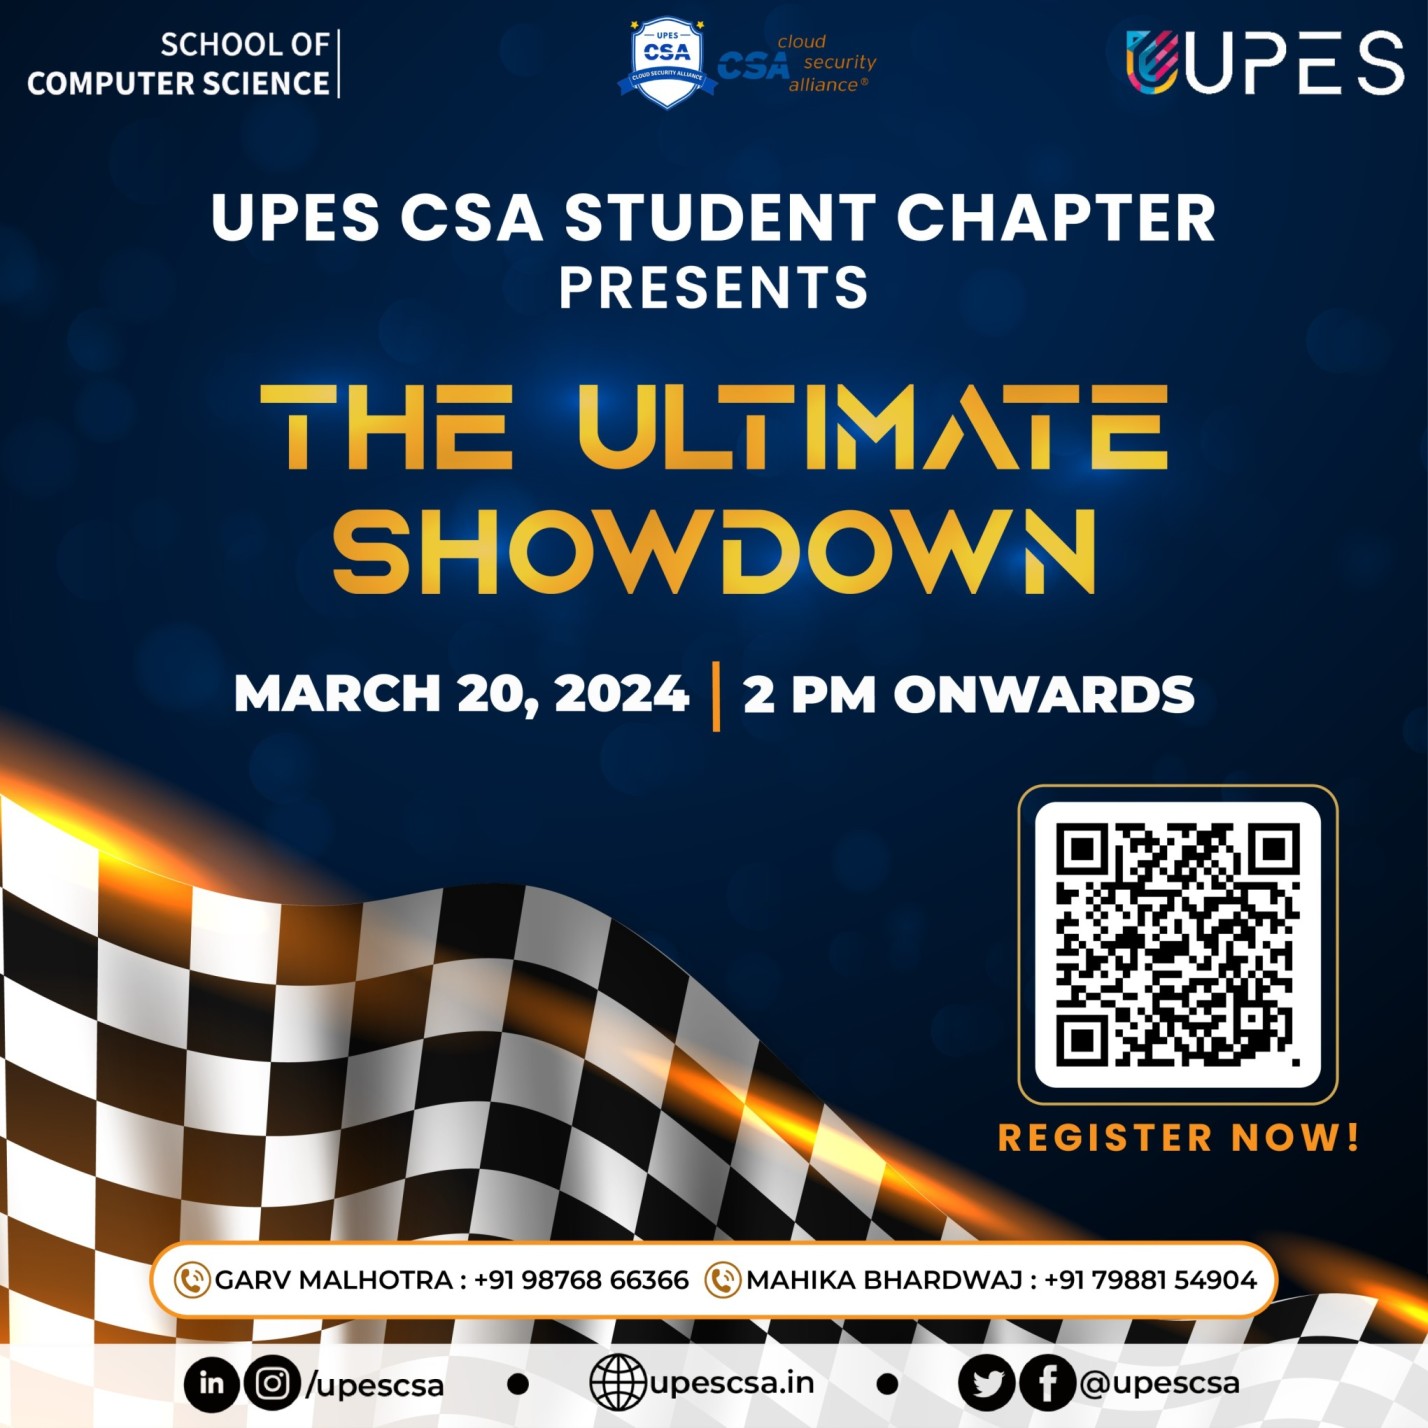 SCHOOL OF
COMPUTER SCIENCE
UPES
CSA
CLOUD SECURITY ALLIANCE
CSA cloud
security
alliance®
UPES
UPES CSA STUDENT CHAPTER
PRESENTS
THE ULTIMATE
SHOWDOWN
MARCH 20, 2024 | 2 PM ONWARDS
REGISTER NOW!
GARV MALHOTRA : +91 98768 66366 MAHIKA BHARDWAJ : +91 79881 54904
in /upescsa • upescsa.in • @upescsa